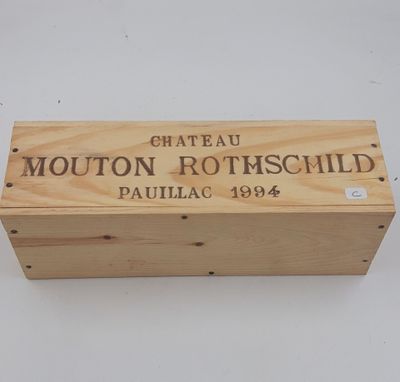 CHATEAU
MOUTON ROTHSCHILD
PAUILLAC 1994
C